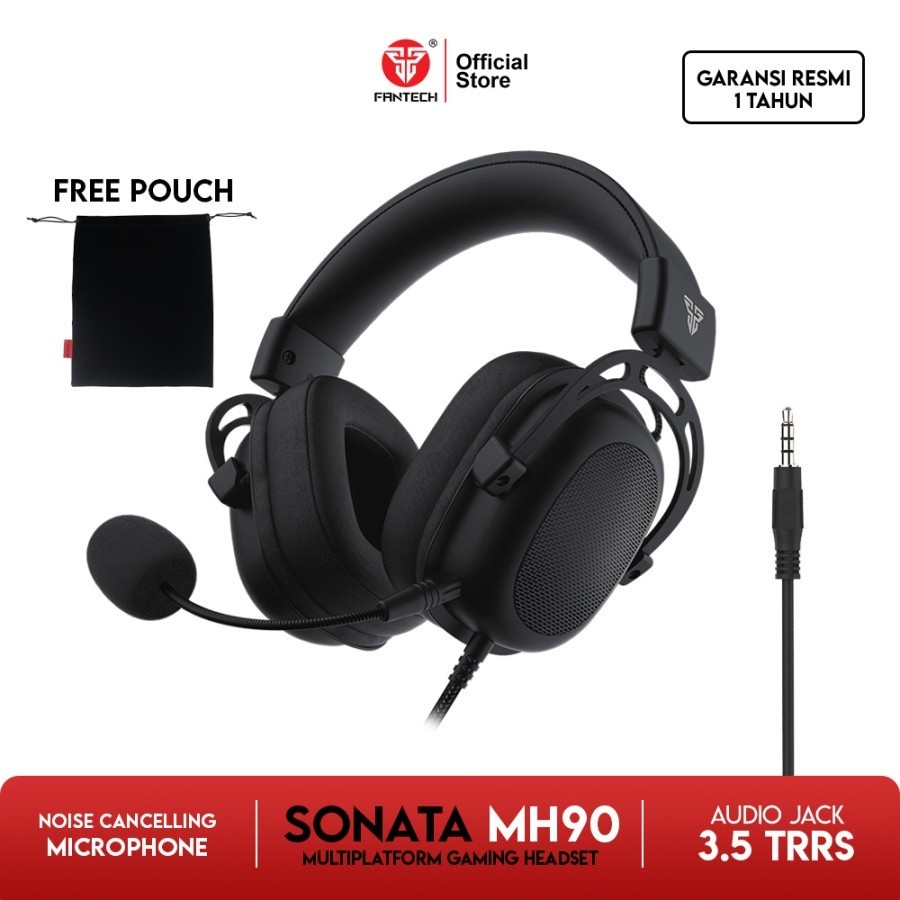 FANTECH
®
Official
Store
GARANSI RESMI
1 TAHUN
FREE POUCH
NOISE CANCELLING
MICROPHONE
SONATA MH90
MULTIPLATFORM GAMING HEADSET
AUDIO JACK
3.5 TRRS